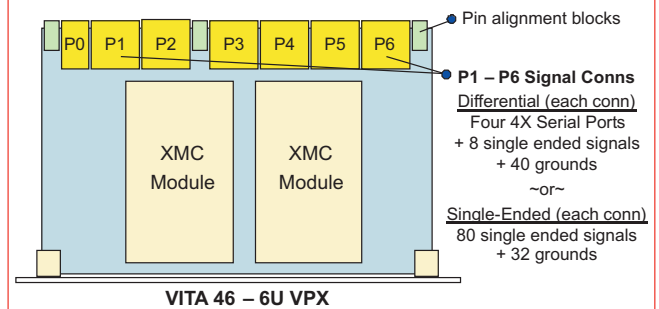 Pin alignment blocks
P0 P1 P2 P3 P4 P5 P6
P1 – P6 Signal Conns
Differential (each conn)
Four 4X Serial Ports
+ 8 single ended signals
+ 40 grounds
~or~
Single-Ended (each conn)
80 single ended signals
+ 32 grounds
XMC
Module
XMC
Module
VITA 46 – 6U VPX